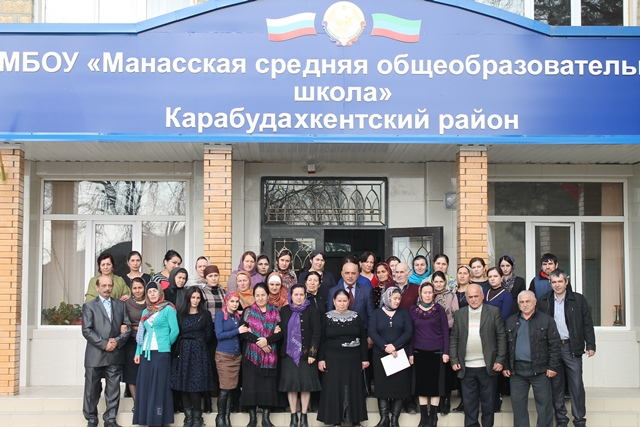 МБОУ «Манасская средняя общеобразователь
школа»
Карабудахкентский район